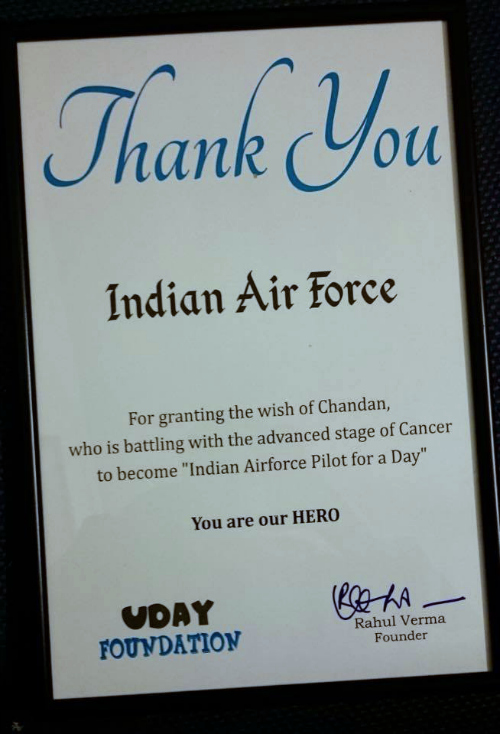 Thank You
Indian Air Force
For granting the wish of Chandan,
who is battling with the advanced stage of Cancer
to become "Indian Airforce Pilot for a Day"
You are our HERO
UDAY
FOUNDATION
Rahul Verma
Founder